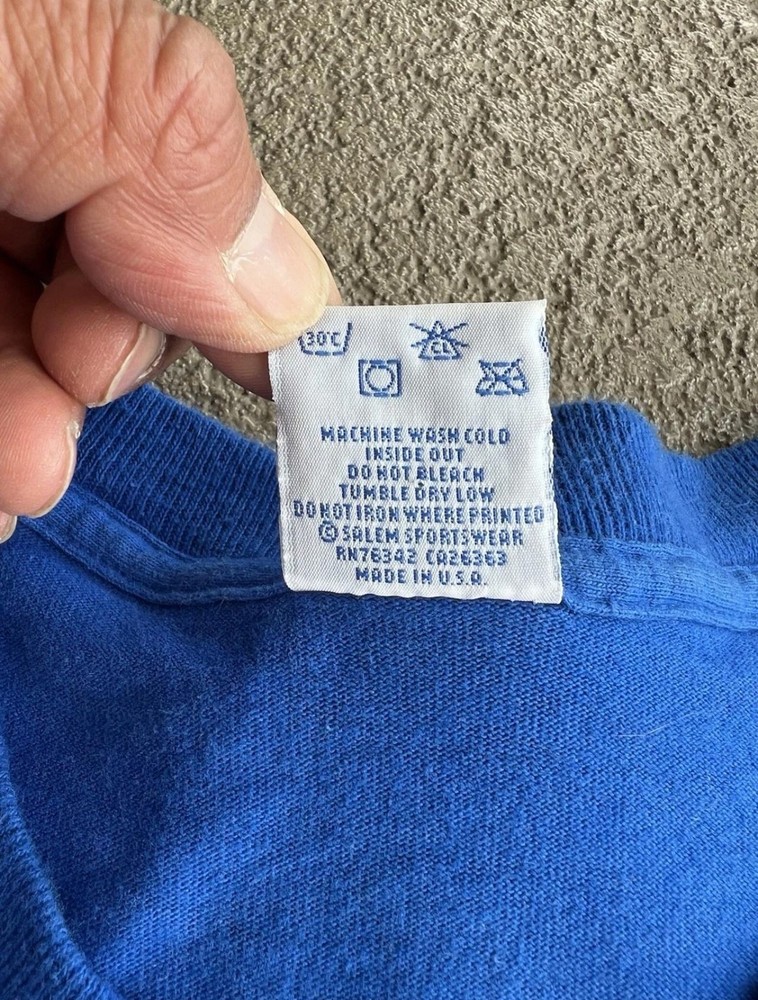 30°C
CL
MACHINE WASH COLD
INSIDE OUT
DO NOT BLEACH
TUMBLE DRY LOW
DO NOT IRON WHERE PRINTED
© SALEM SPORTSWEAR
RN76342 CA26363
MADE IN U.S.A.